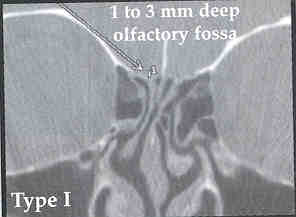 1 to 3 mm deep
olfactory fossa
Type I